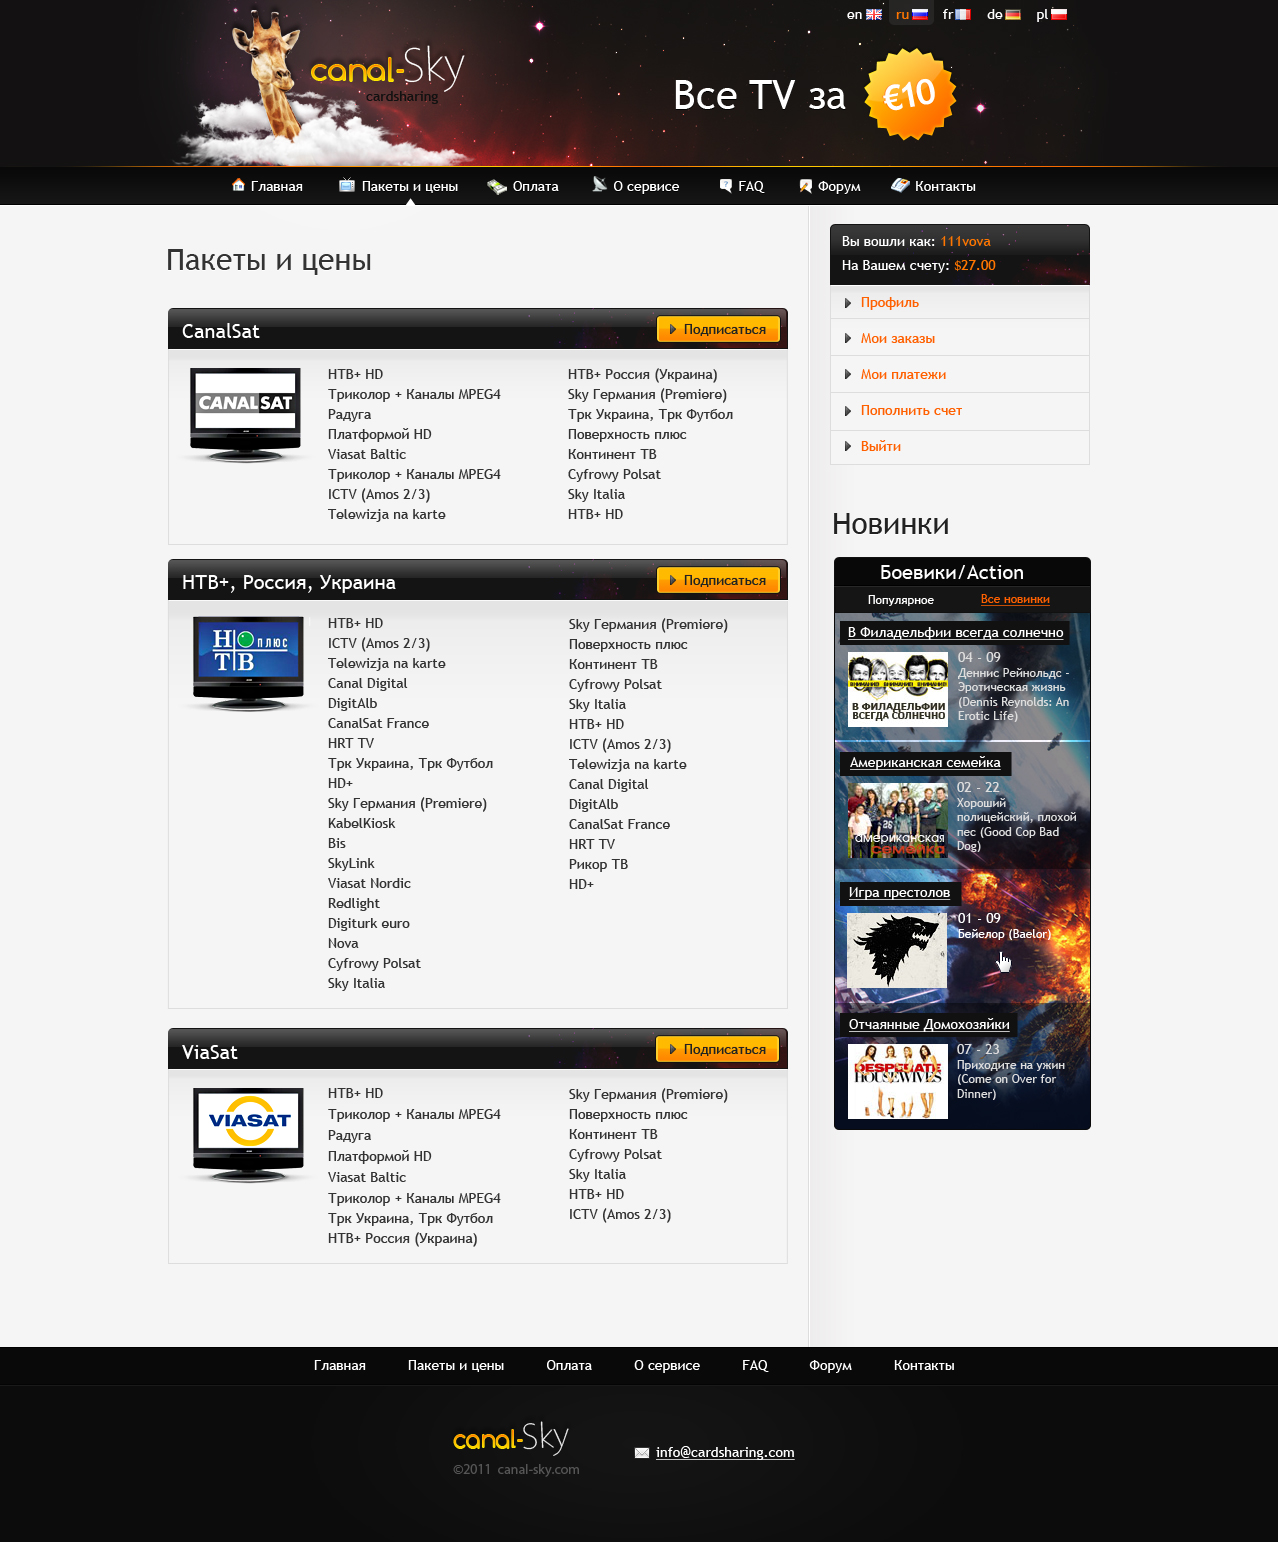 en ru fr de pl
canal-Sky
cardsharing
Все TV за €10
Главная Пакеты и цены Оплата О сервисе FAQ Форум Контакты
Пакеты и цены
CanalSat Подписаться
CANALSAT
НТВ+ HD
Триколор + Каналы MPEG4
Радуга
Платформой HD
Viasat Baltic
Триколор + Каналы MPEG4
ICTV (Amos 2/3)
Telewizja na karte
НТВ+ Россия (Украина)
Sky Германия (Premiere)
Трк Украина, Трк Футбол
Поверхность плюс
Континент ТВ
Cyfrowy Polsat
Sky Italia
НТВ+ HD
НТВ+, Россия, Украина Подписаться
НТВ ПЛЮС
НТВ+ HD
ICTV (Amos 2/3)
Telewizja na karte
Canal Digital
DigitAlb
CanalSat France
HRT TV
Трк Украина, Трк Футбол
HD+
Sky Германия (Premiere)
KabelKiosk
Bis
SkyLink
Viasat Nordic
Redlight
Digiturk euro
Nova
Cyfrowy Polsat
Sky Italia
Sky Германия (Premiere)
Поверхность плюс
Континент ТВ
Cyfrowy Polsat
Sky Italia
НТВ+ HD
ICTV (Amos 2/3)
Telewizja na karte
Canal Digital
DigitAlb
CanalSat France
HRT TV
Рикор ТВ
HD+
ViaSat Подписаться
VIASAT
НТВ+ HD
Триколор + Каналы MPEG4
Радуга
Платформой HD
Viasat Baltic
Триколор + Каналы MPEG4
Трк Украина, Трк Футбол
НТВ+ Россия (Украина)
Sky Германия (Premiere)
Поверхность плюс
Континент ТВ
Cyfrowy Polsat
Sky Italia
НТВ+ HD
ICTV (Amos 2/3)
Вы вошли как: 111vova
На Вашем счету: $27.00
Профиль
Мои заказы
Мои платежи
Пополнить счет
Выйти
Новинки
Боевики/Action
Популярное Все новинки
В Филадельфии всегда солнечно
ВНИМАНИЕ! ВНИМАНИЕ! ВНИМАНИЕ!
В ФИЛАДЕЛЬФИИ
ВСЕГДА СОЛНЕЧНО
04 - 09
Деннис Рейнольдс -
Эротическая жизнь
(Dennis Reynolds: An
Erotic Life)
Американская семейка
американская
семейка
02 - 22
Хороший
полицейский, плохой
пес (Good Cop Bad
Dog)
Игра престолов
01 - 09
Бейелор (Baelor)
Отчаянные Домохозяйки
DESPERATE
HOUSEWIVES
07 - 23
Приходите на ужин
(Come on Over for
Dinner)
Главная Пакеты и цены Оплата О сервисе FAQ Форум Контакты
canal-Sky
©2011 canal-sky.com
info@cardsharing.com